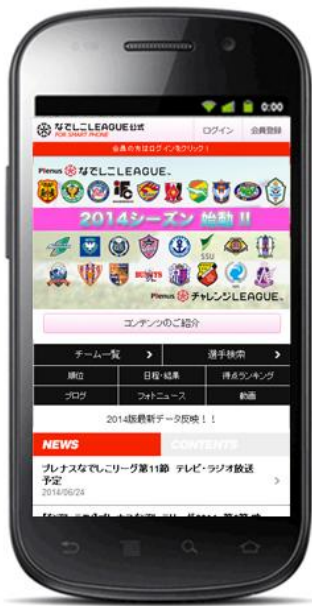 0:00
なでしこLEAGUE公式
FOR SMART PHONE
ログイン
会員登録
会員の方はログインをクリック！
Plenus なでしこLEAGUE
2014シーズン 始動 !!
SSU
Plenus チャレンジLEAGUE
コンテンツのご紹介
チーム一覧
選手検索
順位
日程・結果
得点ランキング
ブログ
フォトニュース
動画
2014版最新データ反映！！
NEWS
CONTENTS
プレナスなでしこリーグ第11節 テレビ・ラジオ放送
予定
2014/06/24